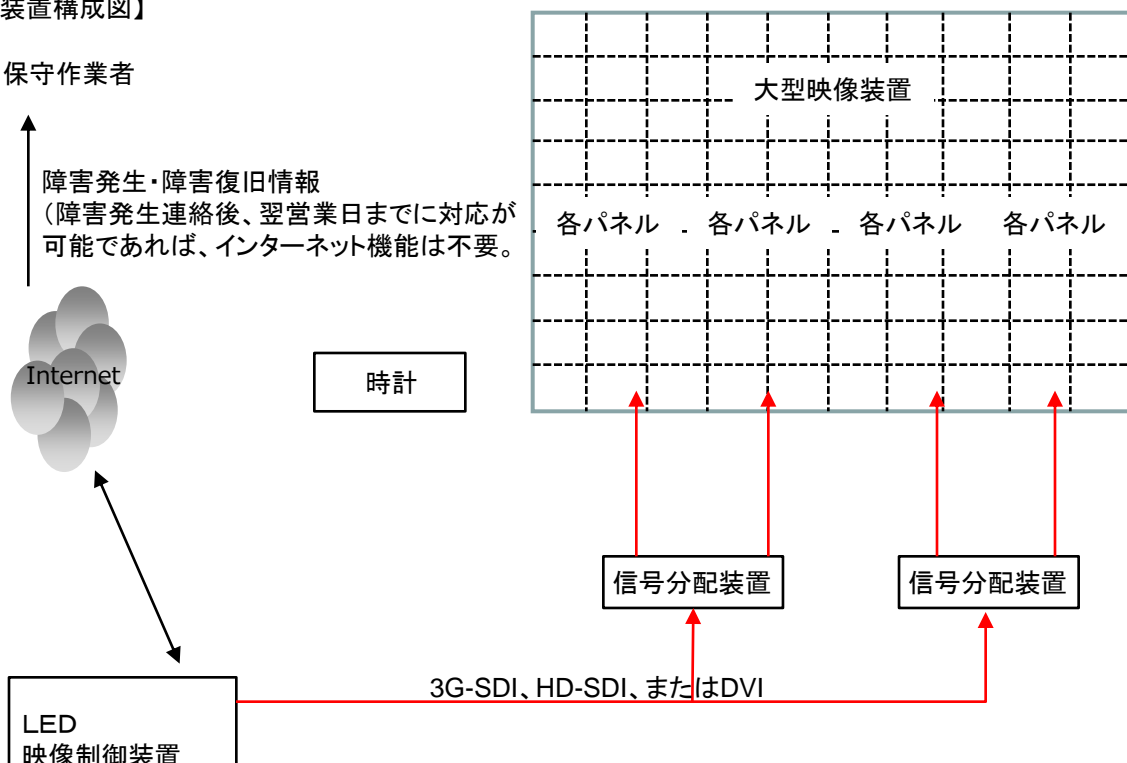 装置構成図】
保守作業者
障害発生・障害復旧情報
（障害発生連絡後、翌営業日までに対応が
可能であれば、インターネット機能は不要。
Internet
時計
大型映像装置
各パネル 各パネル 各パネル 各パネル
信号分配装置 信号分配装置
3G-SDI、HD-SDI、またはDVI
LED
映像制御装置